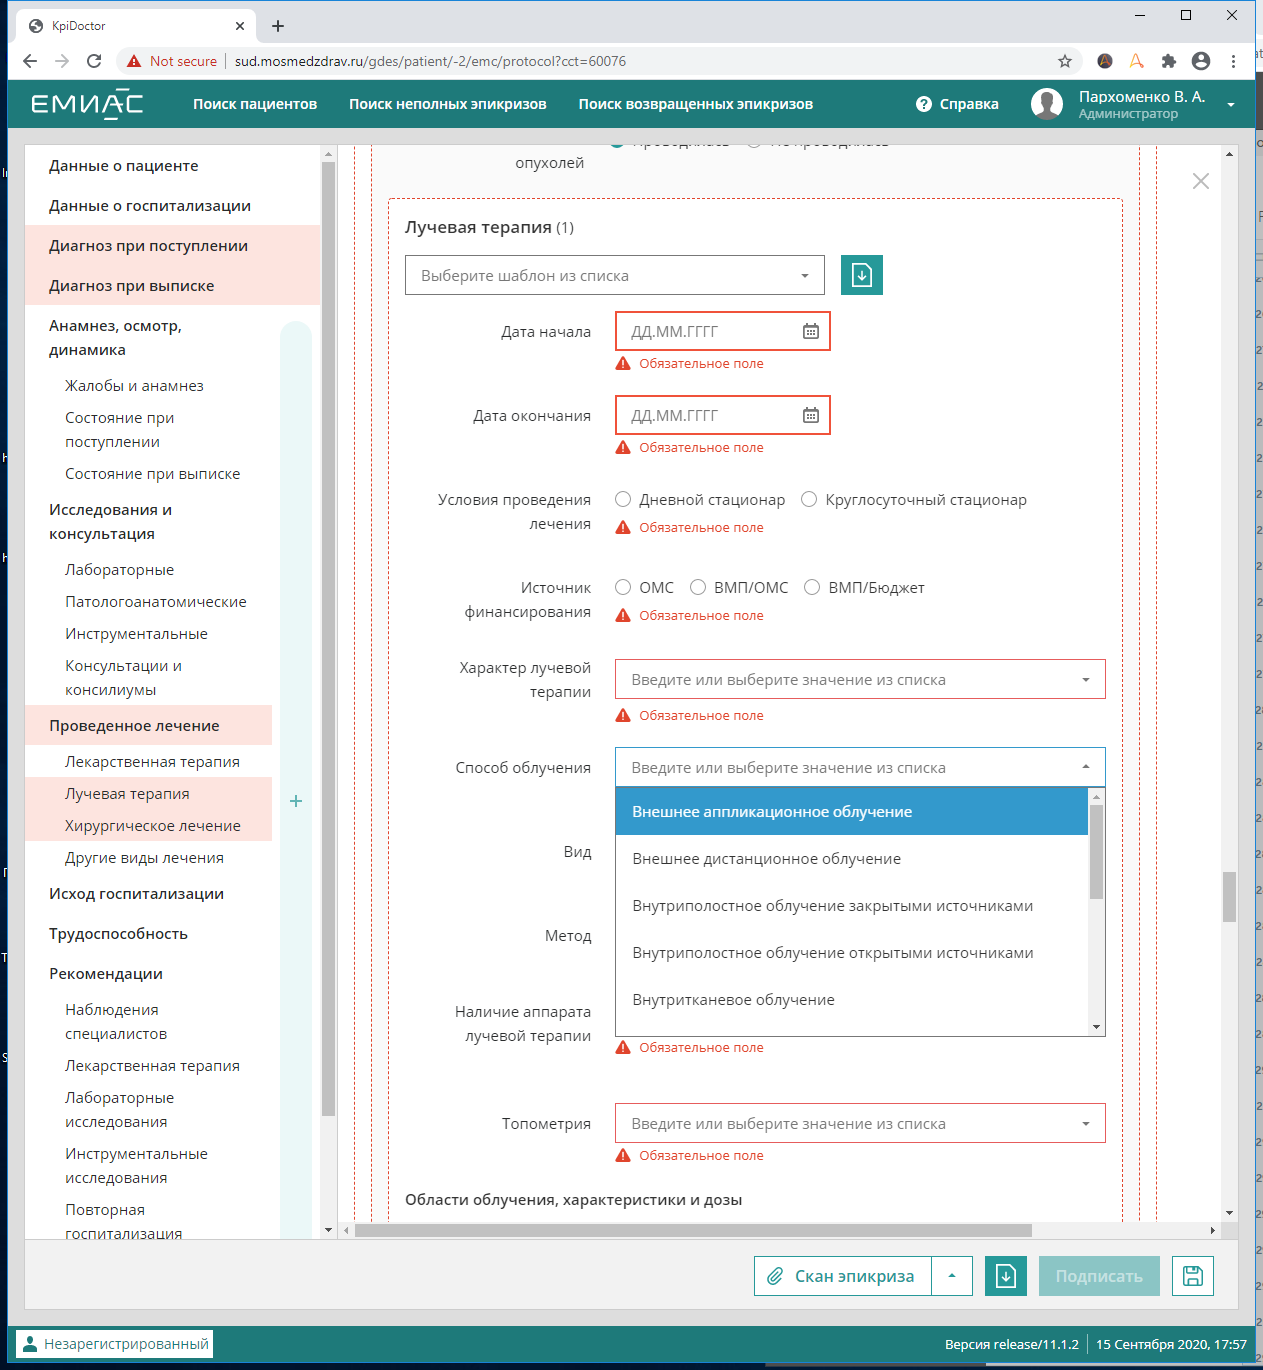 KpiDoctor
Not secure
sud.mosmedzdrav.ru/gdes/patient/-2/emc/protocol?cct=60076
ЕМИАС
Поиск пациентов
Поиск неполных эпикризов
Поиск возвращенных эпикризов
Справка
Пархоменко В. А.
Администратор
Данные о пациенте
Данные о госпитализации
Диагноз при поступлении
Диагноз при выписке
Анамнез, осмотр,
динамика
Жалобы и анамнез
Состояние при
поступлении
Состояние при выписке
Исследования и
консультация
Лабораторные
Патологоанатомические
Инструментальные
Консультации и
консилиумы
Проведенное лечение
Лекарственная терапия
Лучевая терапия
Хирургическое лечение
Другие виды лечения
Исход госпитализации
Трудоспособность
Рекомендации
Наблюдения
специалистов
Лекарственная терапия
Лабораторные
исследования
Инструментальные
исследования
Повторная
госпитализация
опухолей
Проводилась
Не проводилась
Лучевая терапия (1)
Выберите шаблон из списка
Дата начала
ДД.ММ.ГГГГ
Обязательное поле
Дата окончания
ДД.ММ.ГГГГ
Обязательное поле
Условия проведения
лечения
Дневной стационар
Круглосуточный стационар
Обязательное поле
Источник
финансирования
ОМС
ВМП/ОМС
ВМП/Бюджет
Обязательное поле
Характер лучевой
терапии
Введите или выберите значение из списка
Обязательное поле
Способ облучения
Введите или выберите значение из списка
Внешнее аппликационное облучение
Внешнее дистанционное облучение
Внутриполостное облучение закрытыми источниками
Внутриполостное облучение открытыми источниками
Внутритканевое облучение
Вид
Метод
Наличие аппарата
лучевой терапии
Обязательное поле
Топометрия
Введите или выберите значение из списка
Обязательное поле
Области облучения, характеристики и дозы
Скан эпикриза
Подписать
Незарегистрированный
Версия release/11.1.2
15 Сентября 2020, 17:57